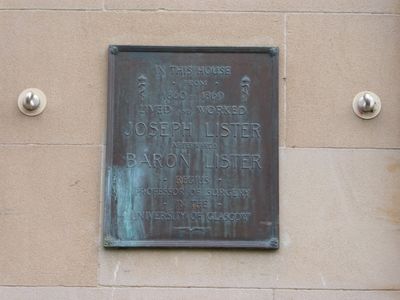 IN THIS HOUSE
FROM
1860 - 1869
LIVED AND WORKED
JOSEPH LISTER
AFTERWARDS
BARON LISTER
- REGIUS -
PROFESSOR OF SURGERY
- IN THE -
UNIVERSITY OF GLASGOW